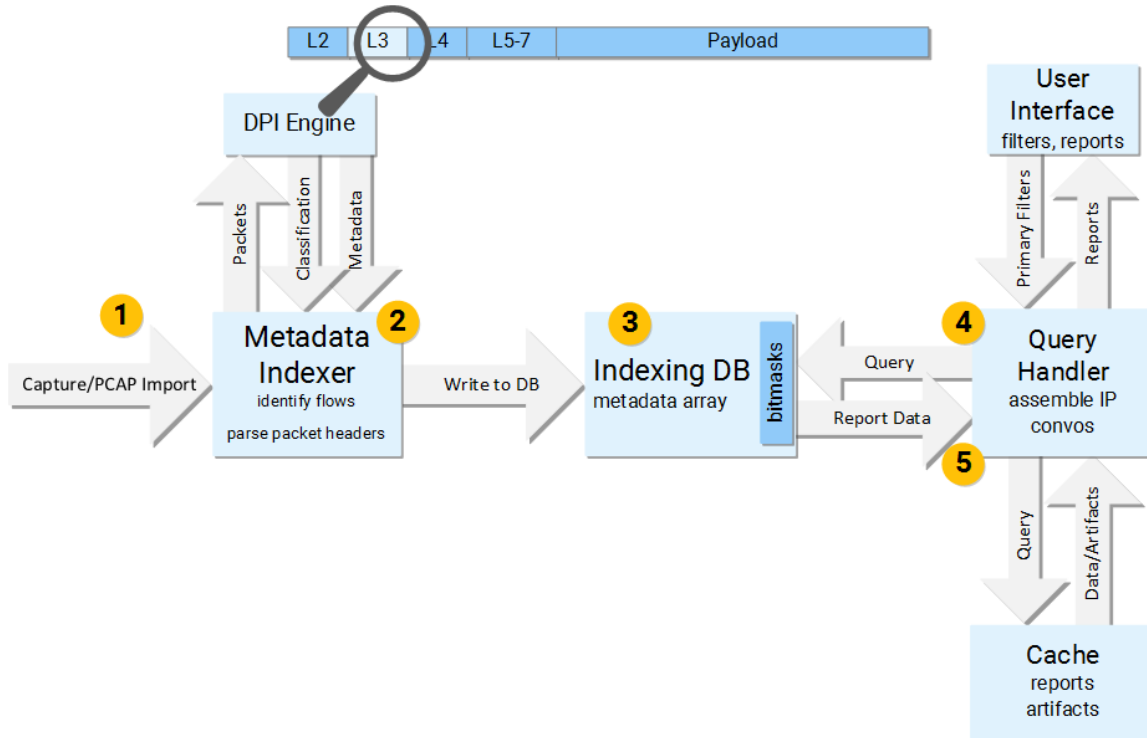 L2 L3 L4 L5-7 Payload
DPI Engine
User
Interface
filters, reports
Packets
Classification
Metadata
Primary Filters
Reports
1
Capture/PCAP Import
2
Metadata
Indexer
identify flows
parse packet headers
Write to DB
3
Indexing DB
metadata array
bitmasks
Query
Report Data
4
Query
Handler
assemble IP
convos
5
Query
Data/Artifacts
Cache
reports
artifacts